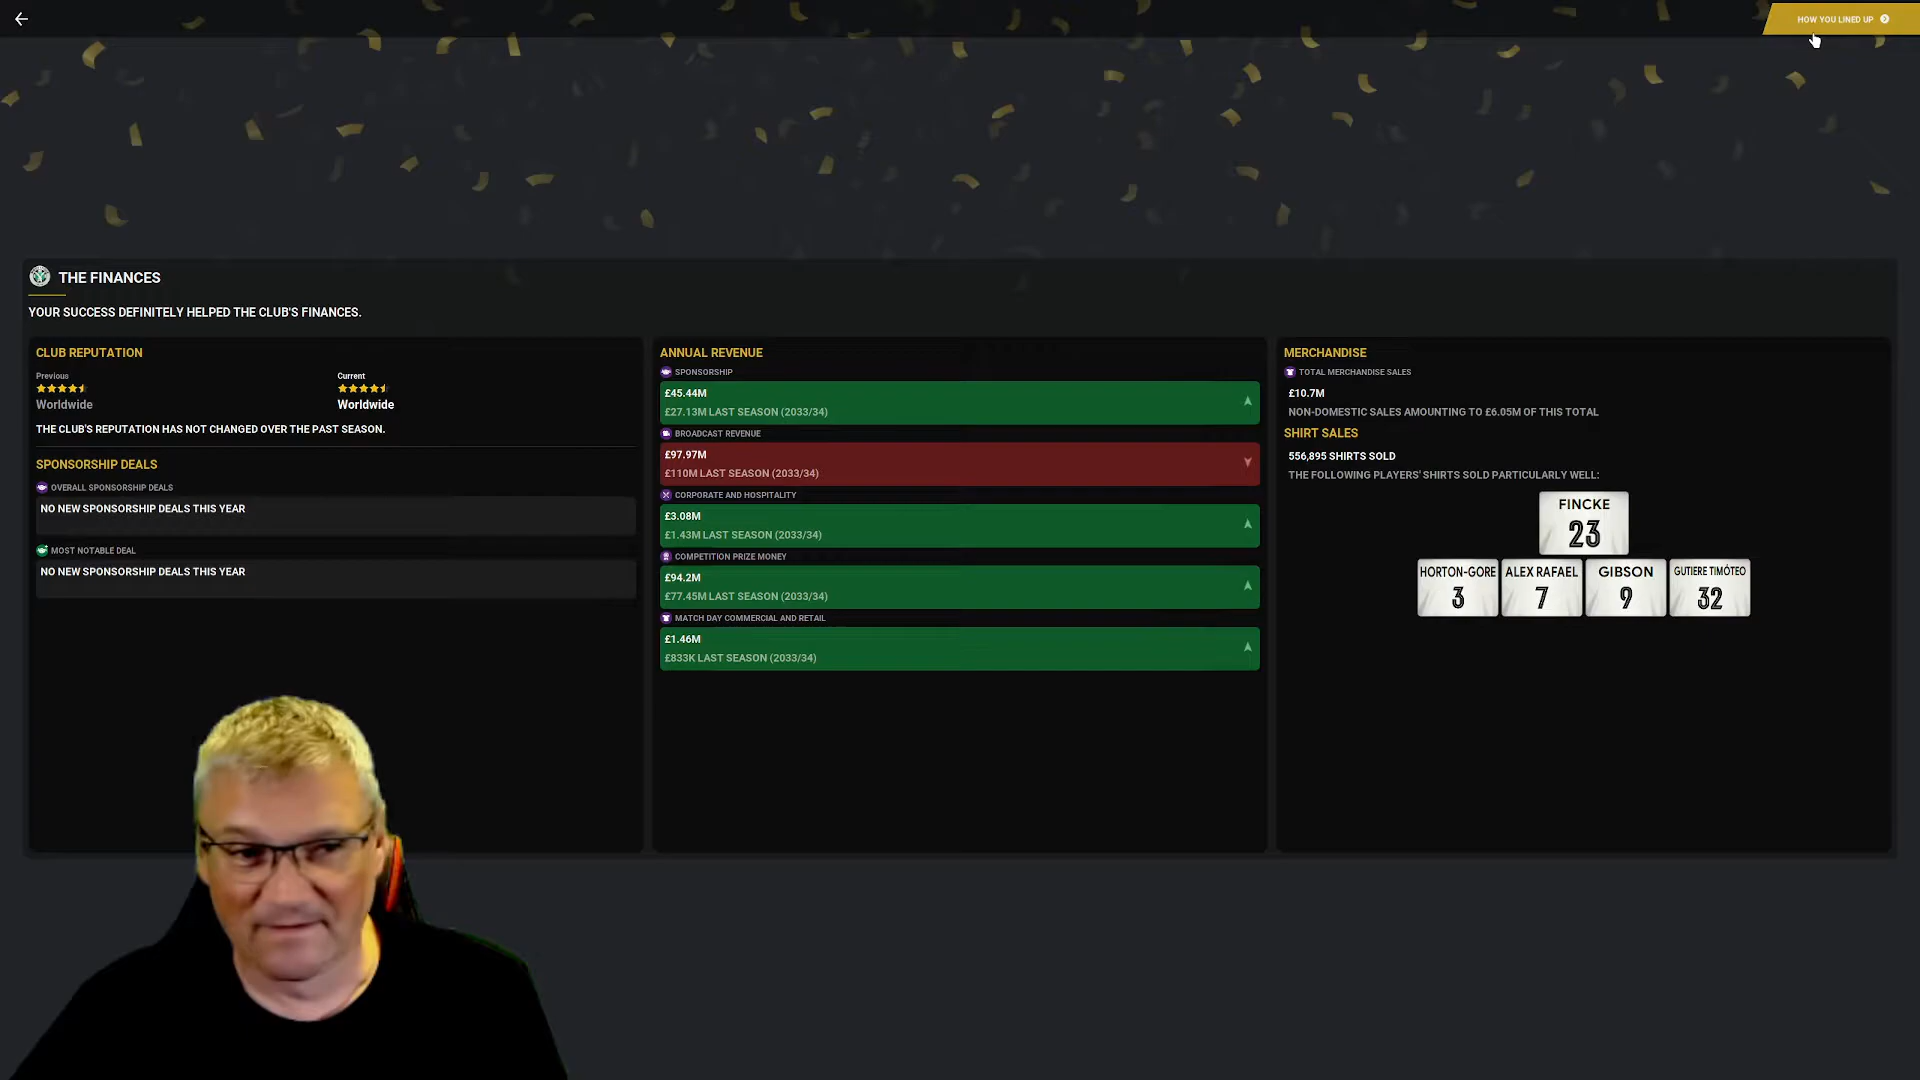 HOW YOU LINED UP
THE FINANCES
YOUR SUCCESS DEFINITELY HELPED THE CLUB'S FINANCES.
CLUB REPUTATION
Previous
Current
Worldwide
Worldwide
THE CLUB'S REPUTATION HAS NOT CHANGED OVER THE PAST SEASON.
SPONSORSHIP DEALS
OVERALL SPONSORSHIP DEALS
NO NEW SPONSORSHIP DEALS THIS YEAR
MOST NOTABLE DEAL
NO NEW SPONSORSHIP DEALS THIS YEAR
ANNUAL REVENUE
SPONSORSHIP
£45.44M
£27.13M LAST SEASON (2033/34)
BROADCAST REVENUE
£97.97M
£110M LAST SEASON (2033/34)
CORPORATE AND HOSPITALITY
£3.08M
£1.43M LAST SEASON (2033/34)
COMPETITION PRIZE MONEY
£94.2M
£77.45M LAST SEASON (2033/34)
MATCH DAY COMMERCIAL AND RETAIL
£1.46M
£833K LAST SEASON (2033/34)
MERCHANDISE
TOTAL MERCHANDISE SALES
£10.7M
NON-DOMESTIC SALES AMOUNTING TO £6.05M OF THIS TOTAL
SHIRT SALES
556,895 SHIRTS SOLD
THE FOLLOWING PLAYERS' SHIRTS SOLD PARTICULARLY WELL:
FINCKE
23
HORTON-GORE
3
ALEX RAFAEL
7
GIBSON
9
GUTIERE TIMÓTEO
32